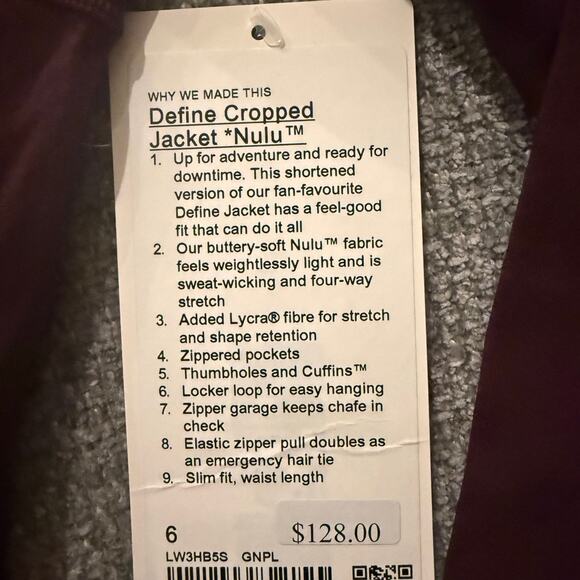 WHY WE MADE THIS
Define Cropped
Jacket *Nulu™
1. Up for adventure and ready for
downtime. This shortened
version of our fan-favourite
Define Jacket has a feel-good
fit that can do it all
2. Our buttery-soft Nulu™ fabric
feels weightlessly light and is
sweat-wicking and four-way
stretch
3. Added Lycra® fibre for stretch
and shape retention
4. Zippered pockets
5. Thumbholes and Cuffins™
6. Locker loop for easy hanging
7. Zipper garage keeps chafe in
check
8. Elastic zipper pull doubles as
an emergency hair tie
9. Slim fit, waist length
6 $128.00
LW3HB5S GNPL